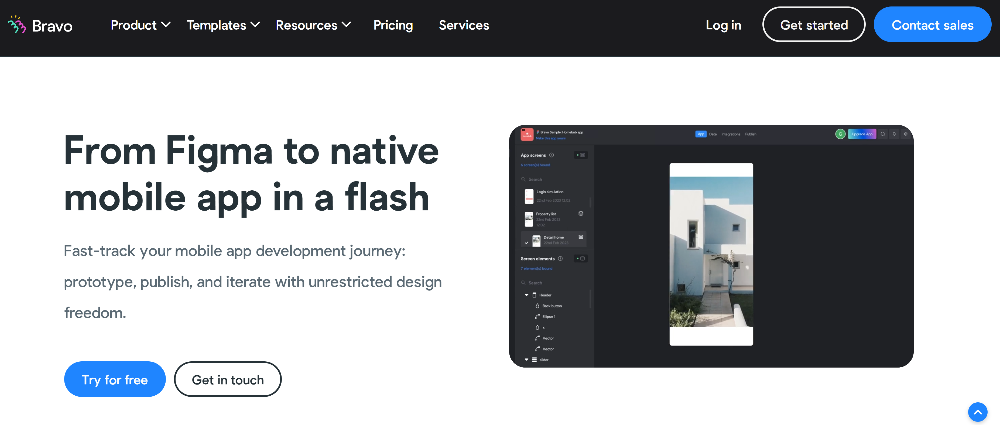 Bravo
Product
Templates
Resources
Pricing
Services
Log in
Get started
Contact sales
From Figma to native
mobile app in a flash
Fast-track your mobile app development journey:
prototype, publish, and iterate with unrestricted design
freedom.
Try for free
Get in touch
homebnb
Bravo Sample: Homebnb app
Make this app yours
App
Data
Integrations
Publish
G
Upgrade App
App screens
6 screen(s) bound
Search
Login simulation
22nd Feb 2023 12:02
Property list
22nd Feb 2023
12:02
Detail home
22nd Feb 2023
Screen elements
7 element(s) bound
Search
Header
Back button
Ellipse 1
x
Vector
Vector
slider